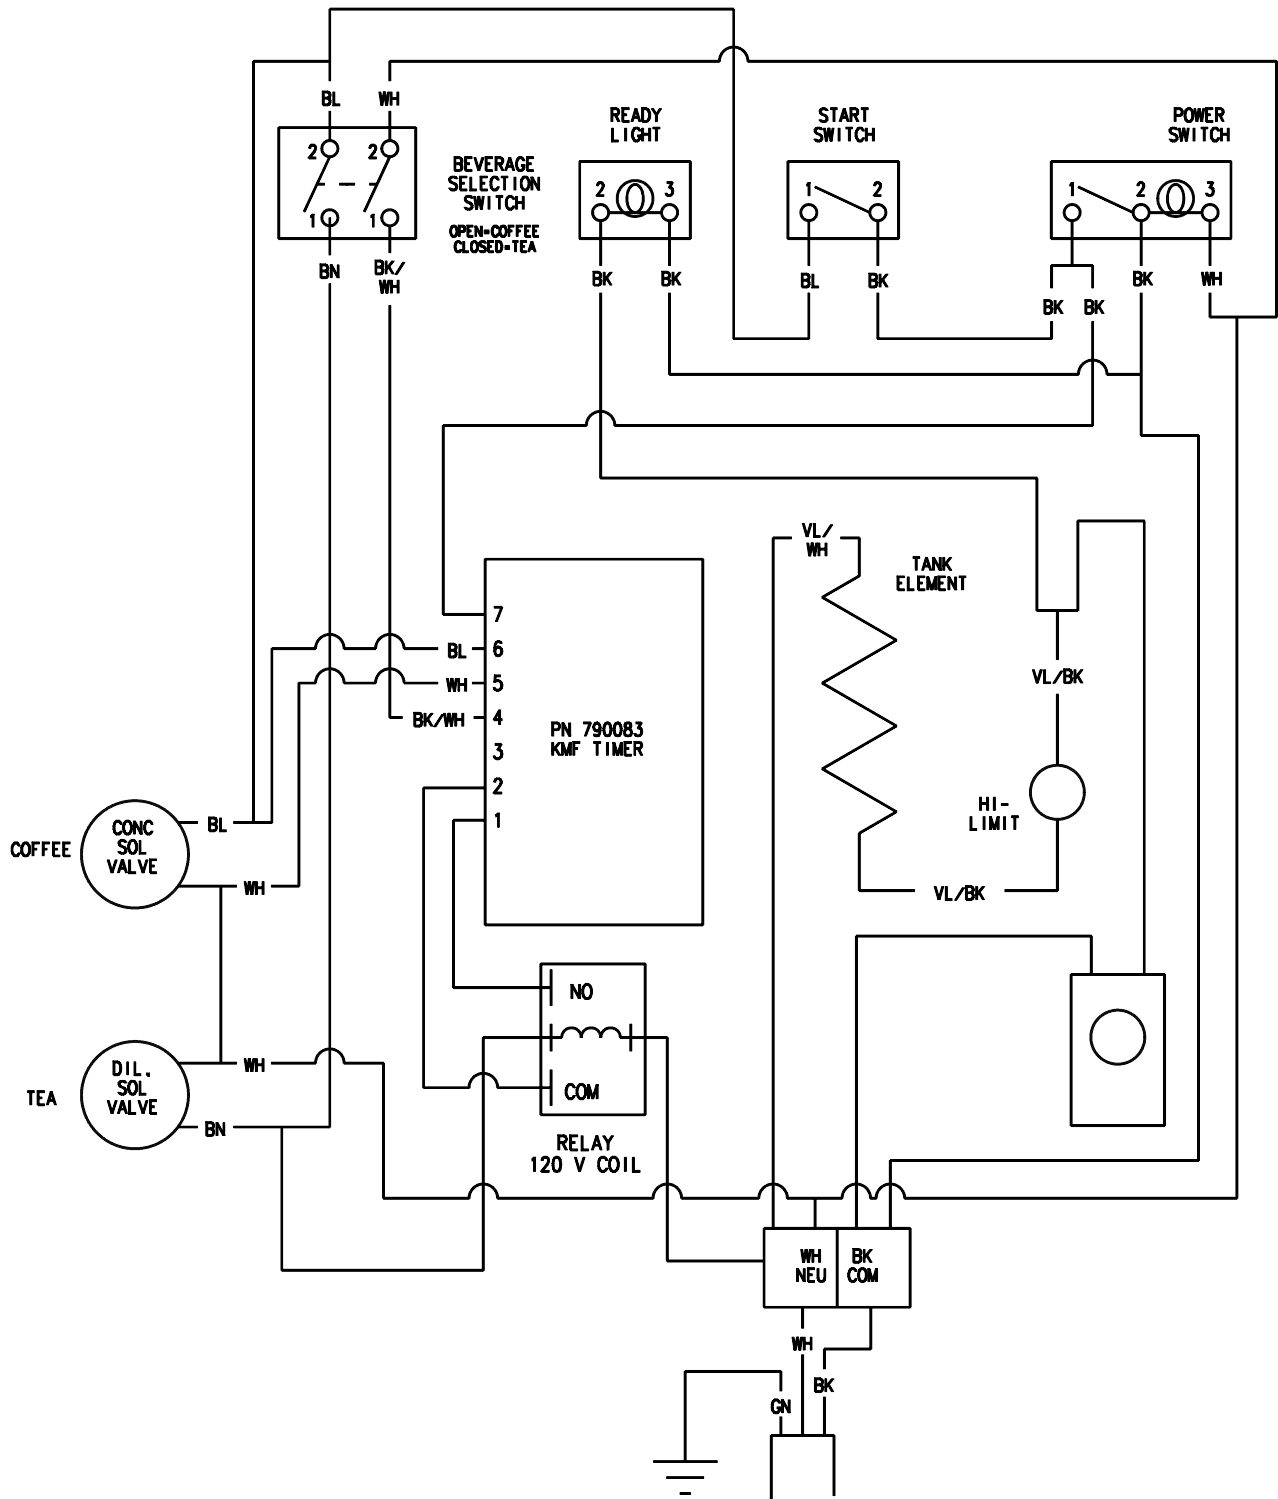 BL
WH
2
2
1
1
BN
BK/
WH
BEVERAGE
SELECTION
SWITCH
OPEN=COFFEE
CLOSED=TEA
READY
LIGHT
2
3
BK
BK
START
SWITCH
1
2
BL
BK
POWER
SWITCH
1
2
3
BK
BK
BK
WH
7
6
5
4
3
2
1
BL
WH
BK/WH
PN 790083
KMF TIMER
VL/
WH
TANK
ELEMENT
VL/BK
HI-
LIMIT
VL/BK
COFFEE
CONC
SOL
VALVE
BL
WH
TEA
DIL.
SOL
VALVE
WH
BN
NO
COM
RELAY
120 V COIL
WH
NEU
BK
COM
WH
BK
GN